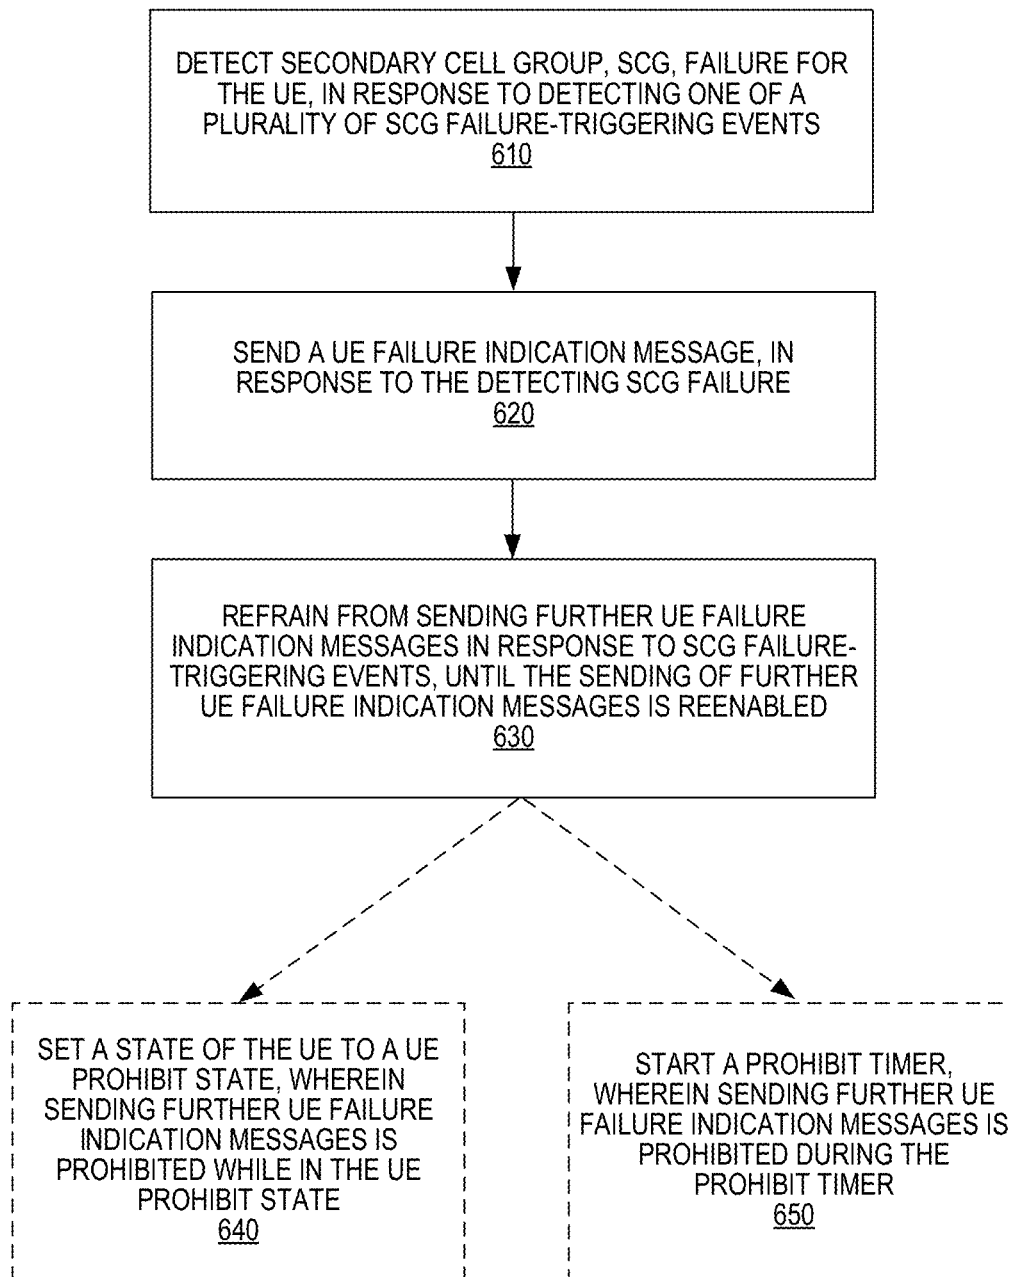 DETECT SECONDARY CELL GROUP, SCG, FAILURE FOR
THE UE, IN RESPONSE TO DETECTING ONE OF A
PLURALITY OF SCG FAILURE-TRIGGERING EVENTS
610
SEND A UE FAILURE INDICATION MESSAGE, IN
RESPONSE TO THE DETECTING SCG FAILURE
620
REFRAIN FROM SENDING FURTHER UE FAILURE
INDICATION MESSAGES IN RESPONSE TO SCG FAILURE-
TRIGGERING EVENTS, UNTIL THE SENDING OF FURTHER
UE FAILURE INDICATION MESSAGES IS REENABLED
630
SET A STATE OF THE UE TO A UE
PROHIBIT STATE, WHEREIN
SENDING FURTHER UE FAILURE
INDICATION MESSAGES IS
PROHIBITED WHILE IN THE UE
PROHIBIT STATE
640
START A PROHIBIT TIMER,
WHEREIN SENDING FURTHER UE
FAILURE INDICATION MESSAGES IS
PROHIBITED DURING THE
PROHIBIT TIMER
650